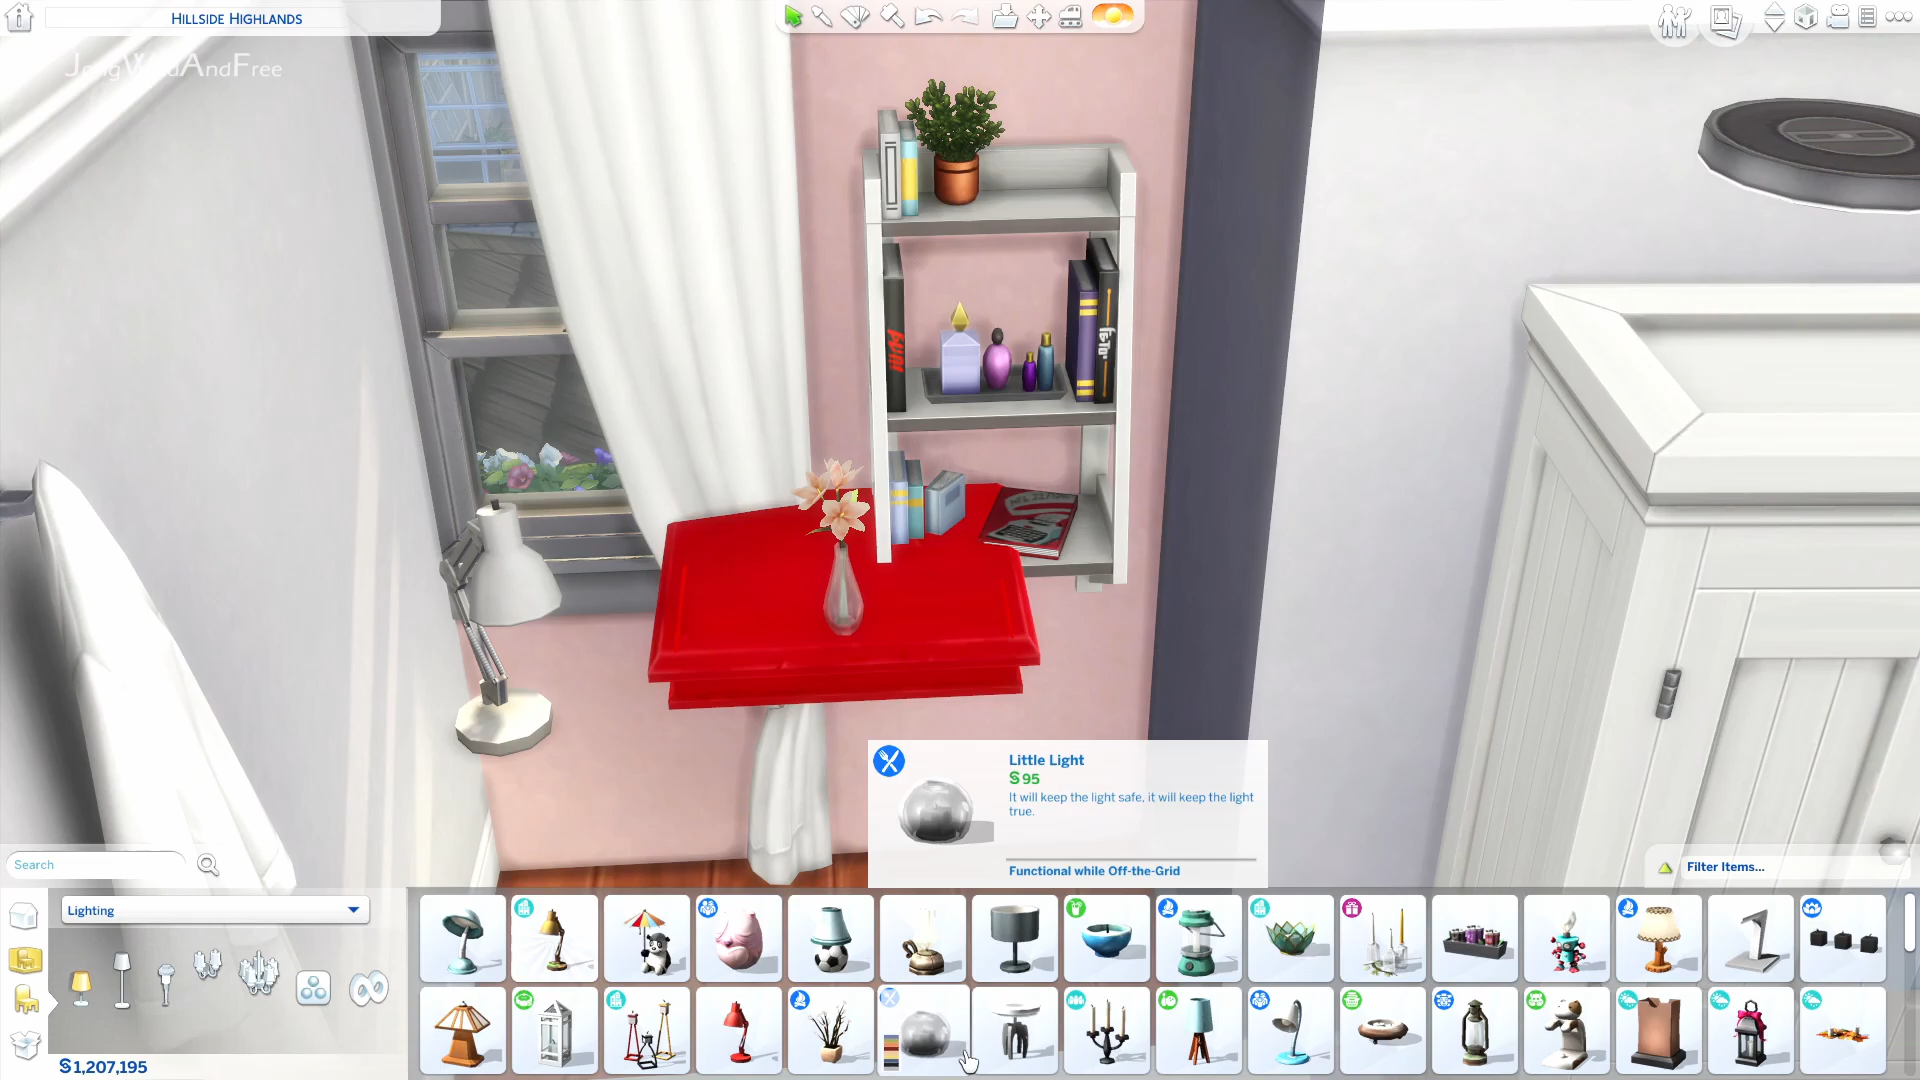 Hillside Highlands
JongWildAndFree
Little Light
§95
It will keep the light safe, it will keep the light
true.
Functional while Off-the-Grid
Search
Filter Items...
Lighting
§1,207,195